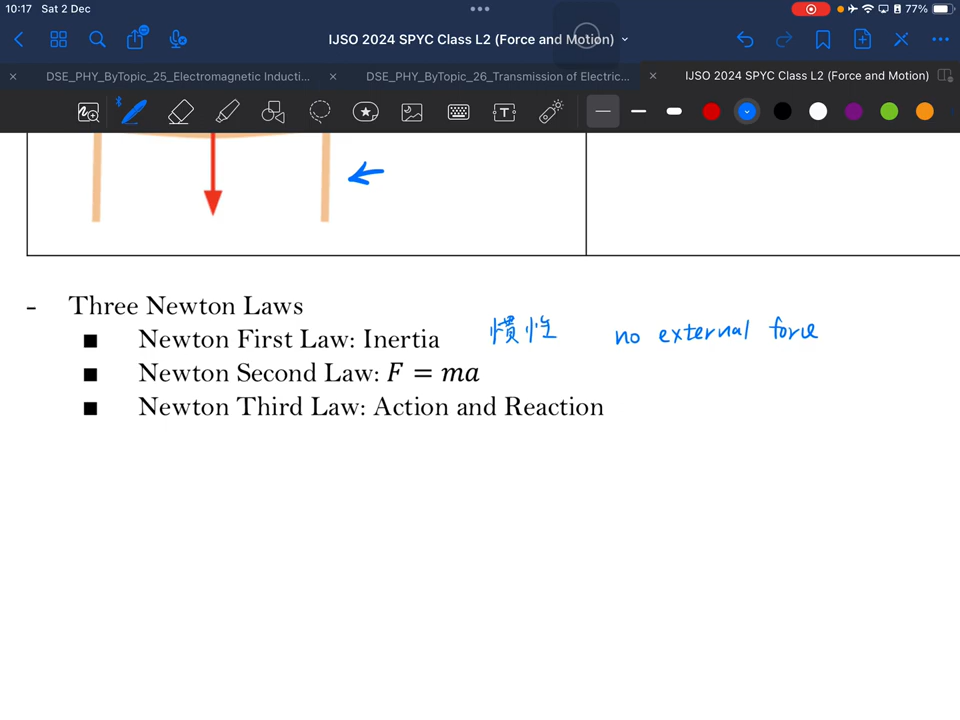 10:17 Sat 2 Dec
77%
IJSO 2024 SPYC Class L2 (Force and Motion)
DSE_PHY_ByTopic_25_Electromagnetic Inducti...
DSE_PHY_ByTopic_26_Transmission of Electric...
IJSO 2024 SPYC Class L2 (Force and Motion)
T
- Three Newton Laws
■ Newton First Law: Inertia 慣性 no external force
■ Newton Second Law: F = ma
■ Newton Third Law: Action and Reaction